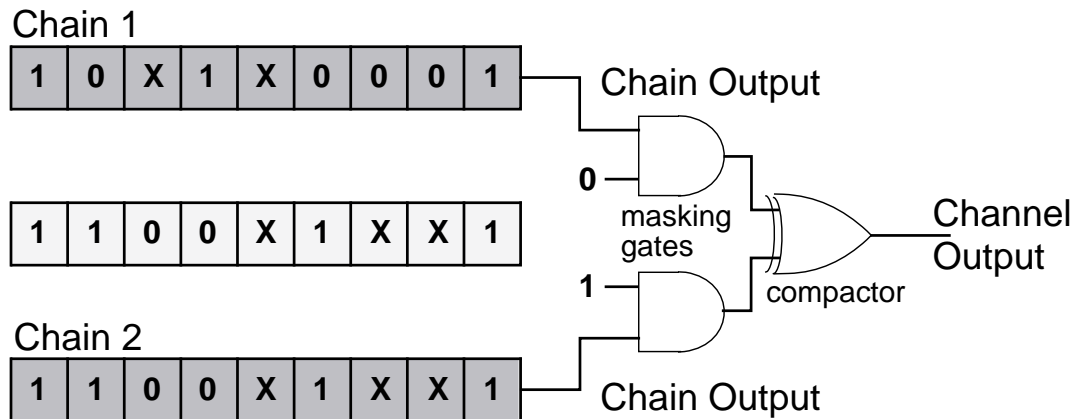 Chain 1
1 0 X 1 X 0 0 0 1
Chain Output
0
masking
gates
1 1 0 0 X 1 X X 1
Channel
Output
1
compactor
Chain 2
1 1 0 0 X 1 X X 1
Chain Output